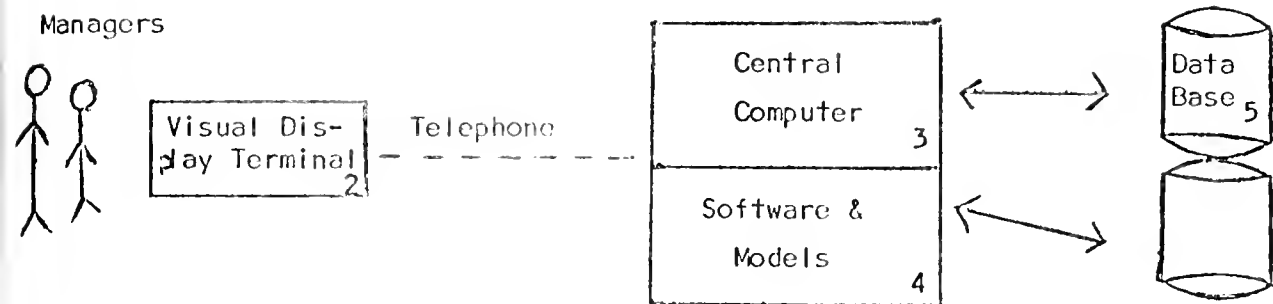 Managers
Visual Dis-
play Terminal
2
Telephone
Central
Computer
3
Software &
Models
4
Data
Base
5